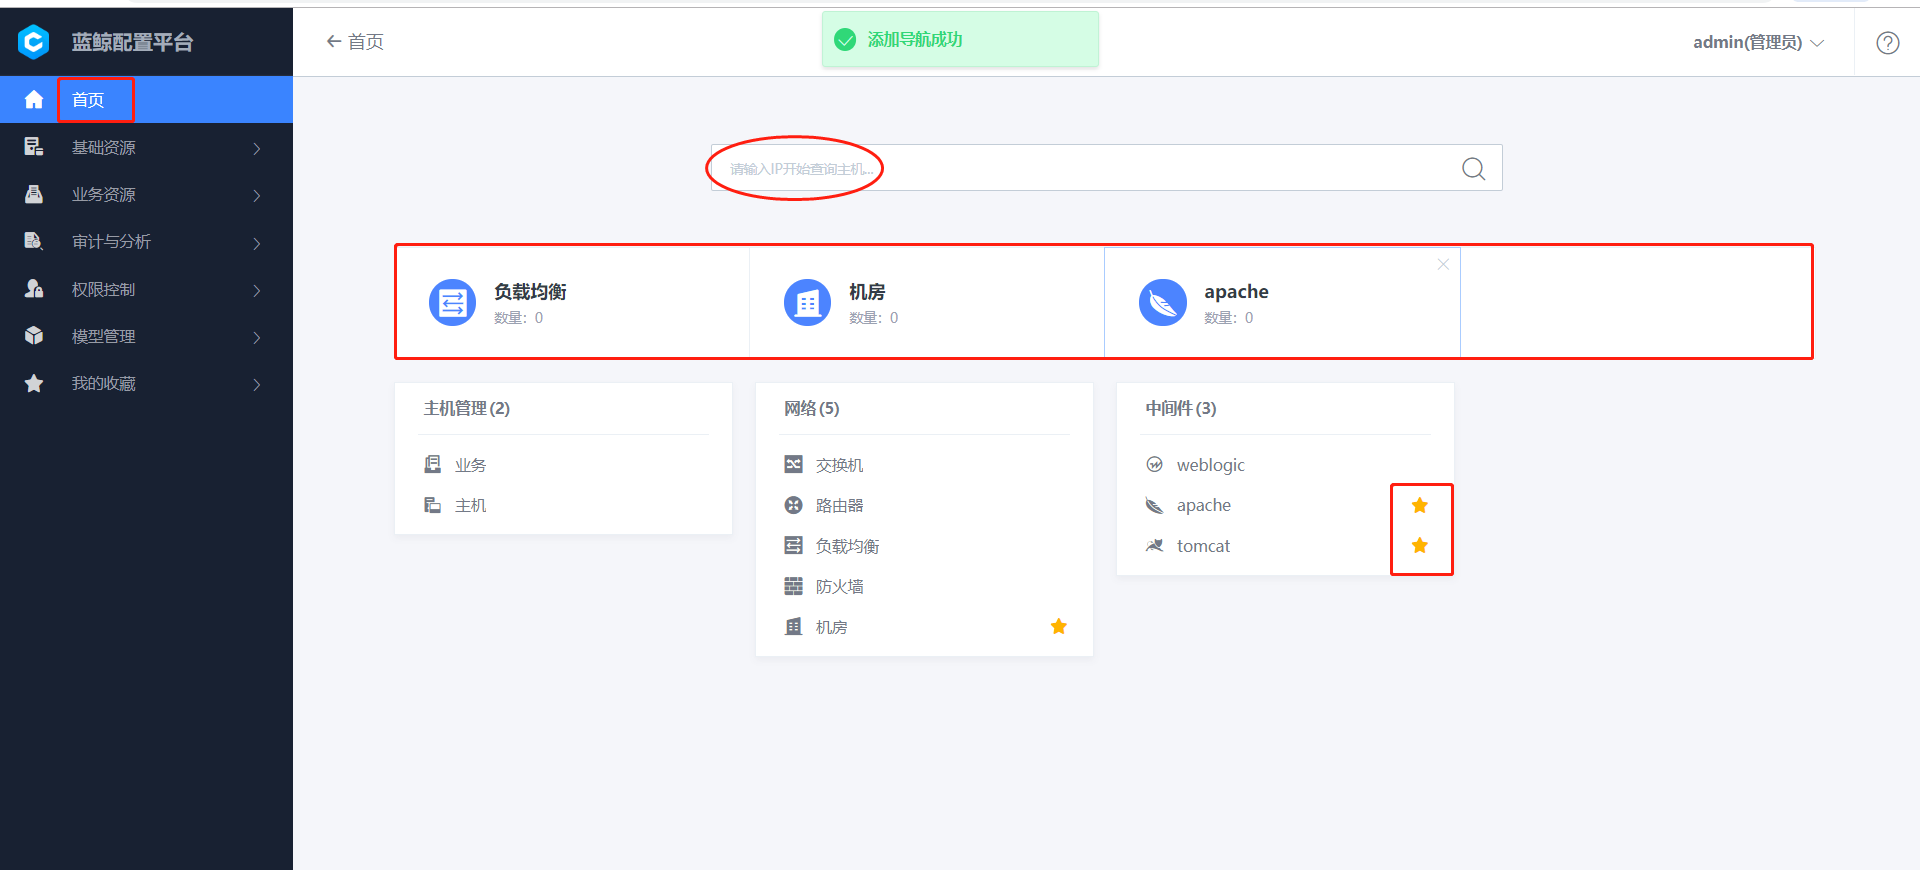 蓝鲸配置平台
首页
基础资源
业务资源
审计与分析
权限控制
模型管理
我的收藏
首页
添加导航成功
admin(管理员)
请输入IP开始查询主机...
负载均衡
数量：0
机房
数量：0
apache
数量：0
主机管理(2)
业务
主机
网络(5)
交换机
路由器
负载均衡
防火墙
机房
中间件(3)
weblogic
apache
tomcat